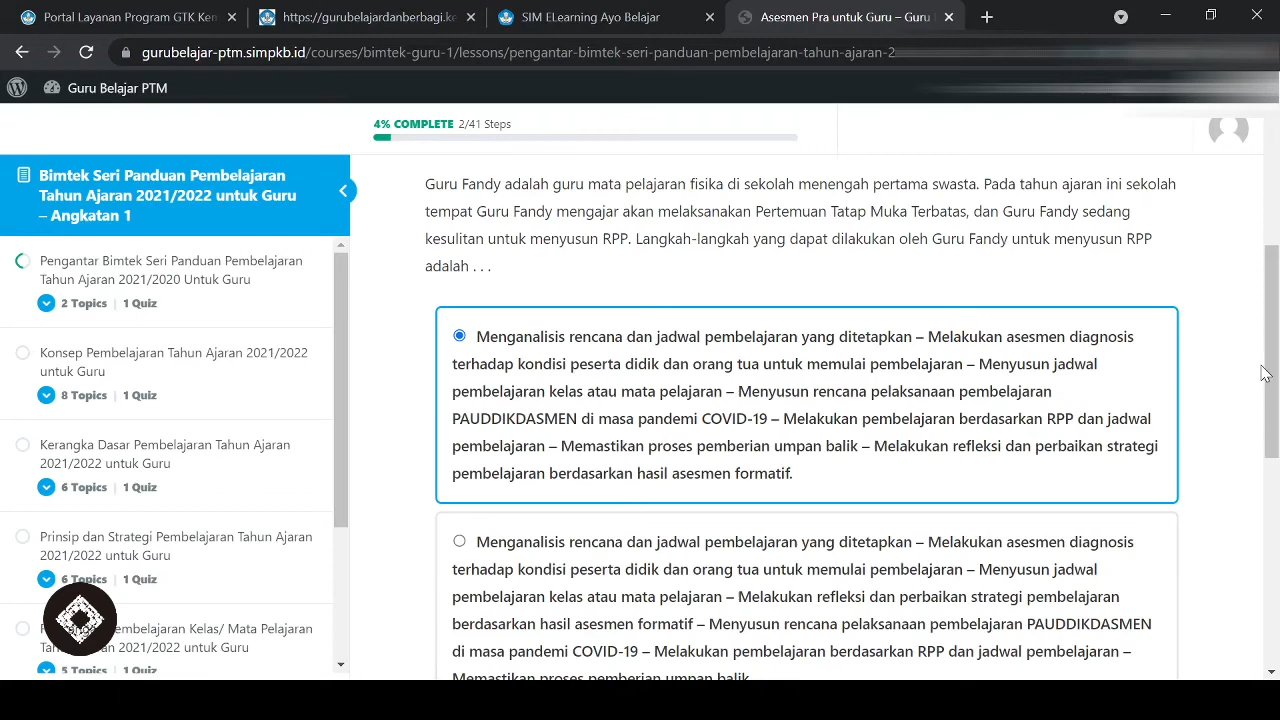 Portal Layanan Program GTK Kem
https://gurubelajardanberbagi.ke
SIM ELearning Ayo Belajar
Asesmen Pra untuk Guru – Guru
gurubelajar-ptm.simpkb.id/courses/bimtek-guru-1/lessons/pengantar-bimtek-seri-panduan-pembelajaran-tahun-ajaran-2
Guru Belajar PTM
4% COMPLETE 2/41 Steps
Bimtek Seri Panduan Pembelajaran
Tahun Ajaran 2021/2022 untuk Guru
– Angkatan 1
Pengantar Bimtek Seri Panduan Pembelajaran
Tahun Ajaran 2021/2020 Untuk Guru
2 Topics | 1 Quiz
Konsep Pembelajaran Tahun Ajaran 2021/2022
untuk Guru
8 Topics | 1 Quiz
Kerangka Dasar Pembelajaran Tahun Ajaran
2021/2022 untuk Guru
6 Topics | 1 Quiz
Prinsip dan Strategi Pembelajaran Tahun Ajaran
2021/2022 untuk Guru
6 Topics | 1 Quiz
embelajaran Kelas/ Mata Pelajaran
2021/2022 untuk Guru
5 Topics | 1 Quiz
Guru Fandy adalah guru mata pelajaran fisika di sekolah menengah pertama swasta. Pada tahun ajaran ini sekolah
tempat Guru Fandy mengajar akan melaksanakan Pertemuan Tatap Muka Terbatas, dan Guru Fandy sedang
kesulitan untuk menyusun RPP. Langkah-langkah yang dapat dilakukan oleh Guru Fandy untuk menyusun RPP
adalah . . .
Menganalisis rencana dan jadwal pembelajaran yang ditetapkan – Melakukan asesmen diagnosis
terhadap kondisi peserta didik dan orang tua untuk memulai pembelajaran – Menyusun jadwal
pembelajaran kelas atau mata pelajaran – Menyusun rencana pelaksanaan pembelajaran
PAUDDIKDASMEN di masa pandemi COVID-19 – Melakukan pembelajaran berdasarkan RPP dan jadwal
pembelajaran – Memastikan proses pemberian umpan balik – Melakukan refleksi dan perbaikan strategi
pembelajaran berdasarkan hasil asesmen formatif.
Menganalisis rencana dan jadwal pembelajaran yang ditetapkan – Melakukan asesmen diagnosis
terhadap kondisi peserta didik dan orang tua untuk memulai pembelajaran – Menyusun jadwal
pembelajaran kelas atau mata pelajaran – Melakukan refleksi dan perbaikan strategi pembelajaran
berdasarkan hasil asesmen formatif – Menyusun rencana pelaksanaan pembelajaran PAUDDIKDASMEN
di masa pandemi COVID-19 – Melakukan pembelajaran berdasarkan RPP dan jadwal pembelajaran –
Memastikan proses pemberian umpan balik